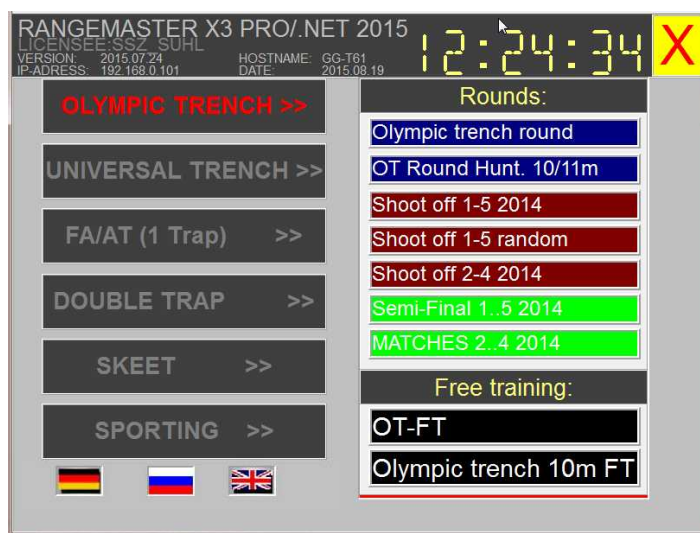 RANGEMASTER X3 PRO/.NET 2015
LICENSEE:SSZ_SUHL
VERSION: 2015.07.24 HOSTNAME: GG-T61
IP-ADRESS: 192.168.0.101 DATE: 2015.08.19
12:24:34
X
OLYMPIC TRENCH >>
UNIVERSAL TRENCH >>
FA/AT (1 Trap) >>
DOUBLE TRAP >>
SKEET >>
SPORTING >>
Rounds:
Olympic trench round
OT Round Hunt. 10/11m
Shoot off 1-5 2014
Shoot off 1-5 random
Shoot off 2-4 2014
Semi-Final 1..5 2014
MATCHES 2..4 2014
Free training:
OT-FT
Olympic trench 10m FT